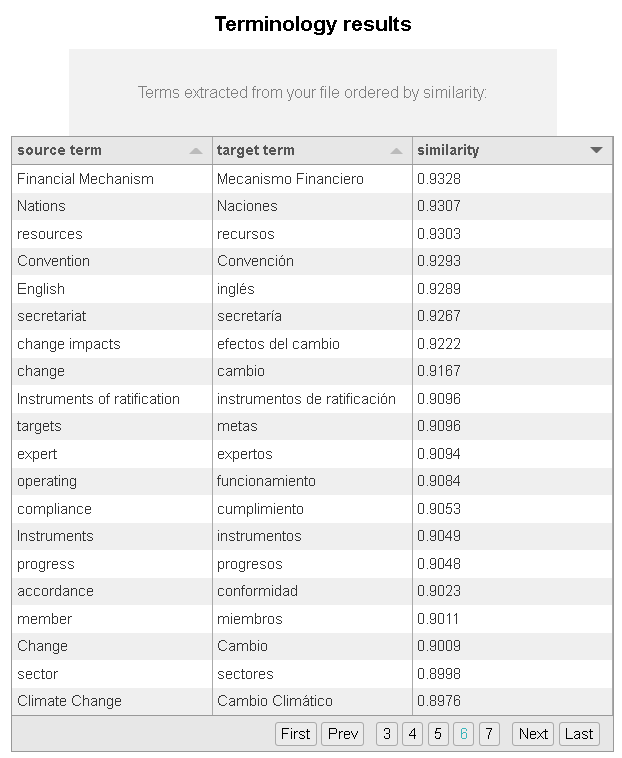 Terminology results
Terms extracted from your file ordered by similarity:
source term target term similarity
Financial Mechanism Mecanismo Financiero 0.9328
Nations Naciones 0.9307
resources recursos 0.9303
Convention Convención 0.9293
English inglés 0.9289
secretariat secretaría 0.9267
change impacts efectos del cambio 0.9222
change cambio 0.9167
Instruments of ratification instrumentos de ratificación 0.9096
targets metas 0.9096
expert expertos 0.9094
operating funcionamiento 0.9084
compliance cumplimiento 0.9053
Instruments instrumentos 0.9049
progress progresos 0.9048
accordance conformidad 0.9023
member miembros 0.9011
Change Cambio 0.9009
sector sectores 0.8998
Climate Change Cambio Climático 0.8976
First Prev 3 4 5 6 7 Next Last